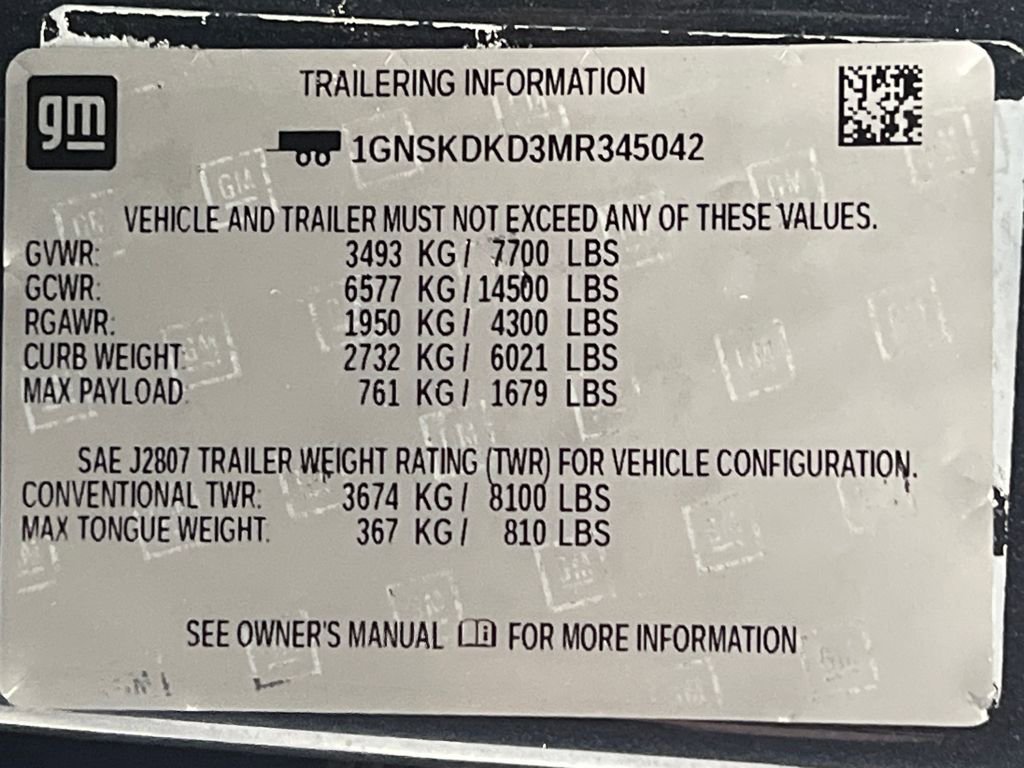 gm
TRAILERING INFORMATION
1GNSKDKD3MR345042
VEHICLE AND TRAILER MUST NOT EXCEED ANY OF THESE VALUES.
GVWR: 3493 KG / 7700 LBS
GCWR: 6577 KG / 14500 LBS
RGAWR: 1950 KG / 4300 LBS
CURB WEIGHT: 2732 KG / 6021 LBS
MAX PAYLOAD: 761 KG / 1679 LBS
SAE J2807 TRAILER WEIGHT RATING (TWR) FOR VEHICLE CONFIGURATION.
CONVENTIONAL TWR: 3674 KG / 8100 LBS
MAX TONGUE WEIGHT: 367 KG / 810 LBS
SEE OWNER'S MANUAL FOR MORE INFORMATION